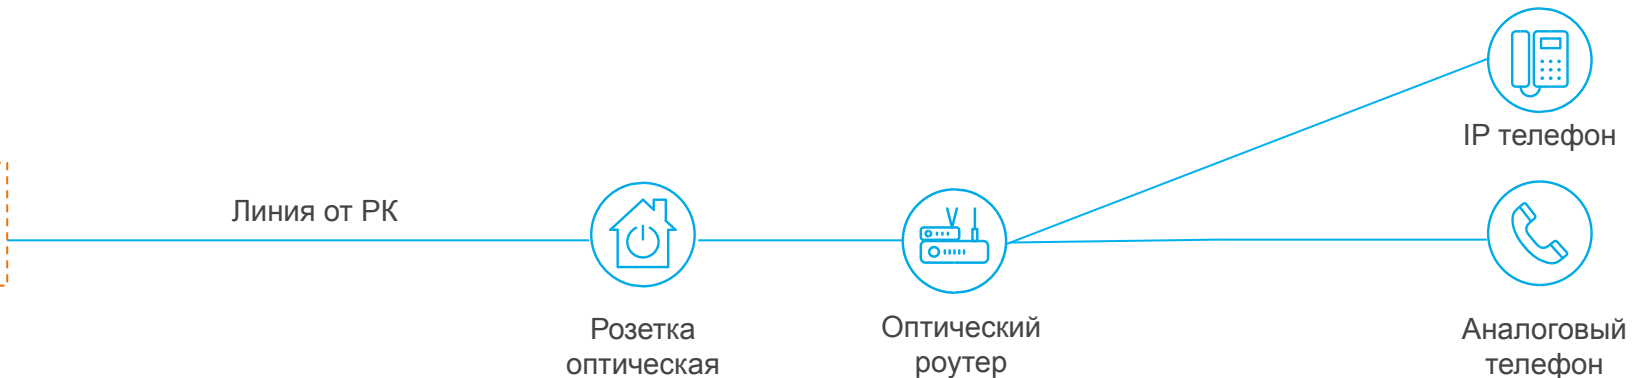 IP телефон
Линия от РК
Розетка
оптическая
Оптический
роутер
Аналоговый
телефон